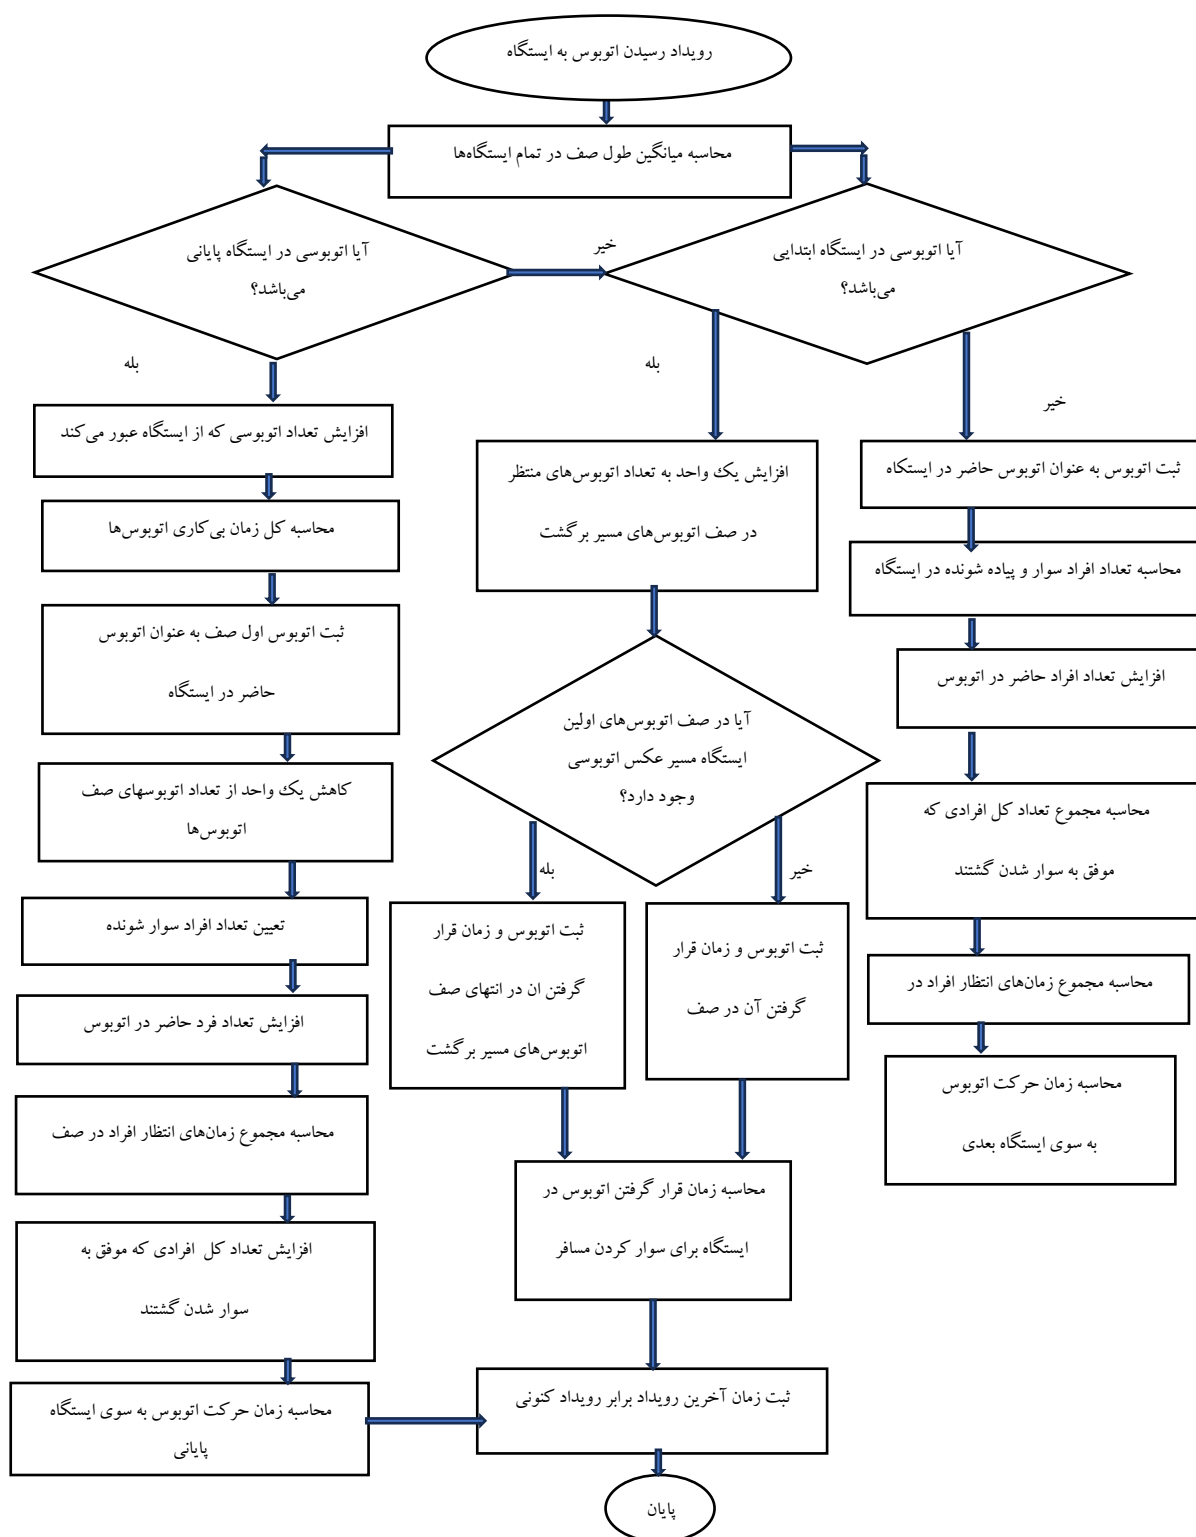 رویداد رسیدن اتوبوس به ایستگاه
محاسبه میانگین طول صف در تمام ایستگاه‌ها
آیا اتوبوسی در ایستگاه ابتدایی
می‌باشد؟
خیر
آیا اتوبوسی در ایستگاه پایانی
می‌باشد؟
خیر
بله
بله
ثبت اتوبوس به عنوان اتوبوس حاضر در ایستگاه
محاسبه تعداد افراد سوار و پیاده شونده در ایستگاه
افزایش تعداد افراد حاضر در اتوبوس
محاسبه مجموع تعداد کل افرادی که
موفق به سوار شدن گشتند
محاسبه مجموع زمان‌های انتظار افراد در
محاسبه زمان حرکت اتوبوس
به سوی ایستگاه بعدی
افزایش یک واحد به تعداد اتوبوس‌های منتظر
در صف اتوبوس‌های مسیر برگشت
آیا در صف اتوبوس‌های اولین
ایستگاه مسیر عکس اتوبوسی
وجود دارد؟
خیر
بله
ثبت اتوبوس و زمان قرار
گرفتن آن در صف
ثبت اتوبوس و زمان قرار
گرفتن ان در انتهای صف
اتوبوس‌های مسیر برگشت
محاسبه زمان قرار گرفتن اتوبوس در
ایستگاه برای سوار کردن مسافر
افزایش تعداد اتوبوسی که از ایستگاه عبور می‌کند
محاسبه کل زمان بی‌کاری اتوبوس‌ها
ثبت اتوبوس اول صف به عنوان اتوبوس
حاضر در ایستگاه
کاهش یک واحد از تعداد اتوبوسهای صف
اتوبوس‌ها
تعیین تعداد افراد سوار شونده
افزایش تعداد فرد حاضر در اتوبوس
محاسبه مجموع زمان‌های انتظار افراد در صف
افزایش تعداد کل افرادی که موفق به
سوار شدن گشتند
محاسبه زمان حرکت اتوبوس به سوی ایستگاه
پایانی
ثبت زمان آخرین رویداد برابر رویداد کنونی
پایان